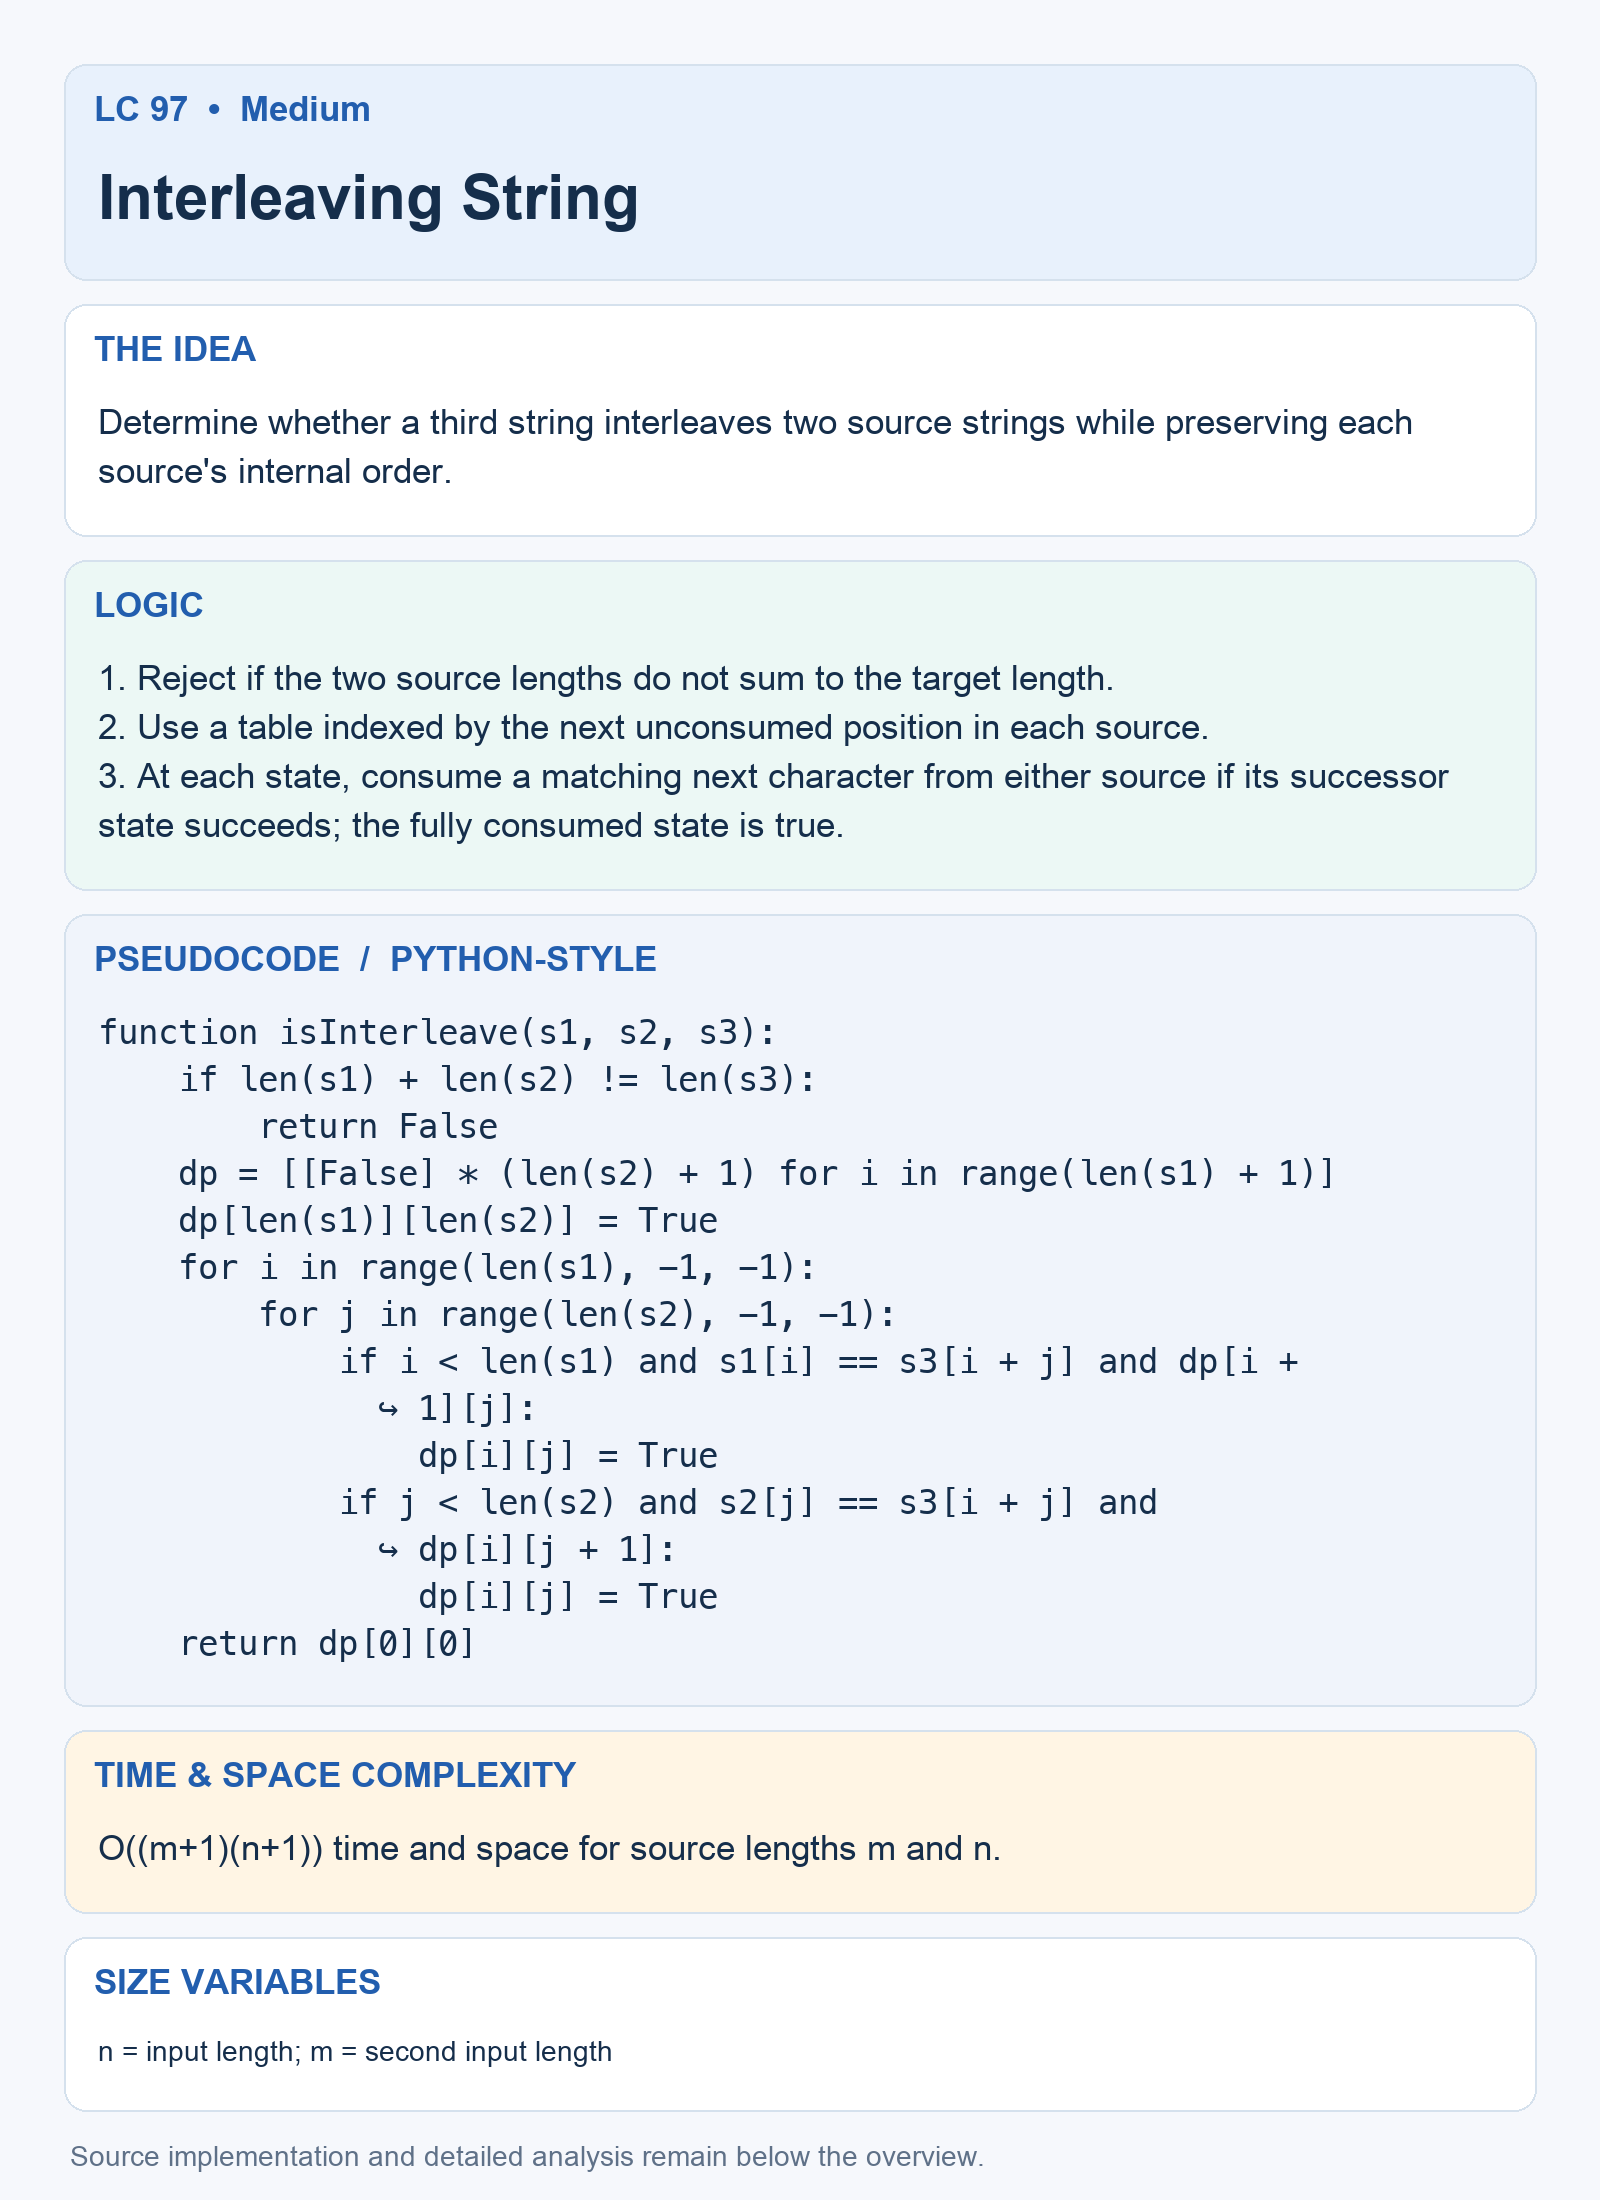 LC 97 • Medium
Interleaving String
THE IDEA
Determine whether a third string interleaves two source strings while preserving each
source's internal order.
LOGIC
1. Reject if the two source lengths do not sum to the target length.
2. Use a table indexed by the next unconsumed position in each source.
3. At each state, consume a matching next character from either source if its successor
state succeeds; the fully consumed state is true.
PSEUDOCODE / PYTHON-STYLE
function isInterleave(s1, s2, s3):
    if len(s1) + len(s2) != len(s3):
        return False
    dp = [[False] * (len(s2) + 1) for i in range(len(s1) + 1)]
    dp[len(s1)][len(s2)] = True
    for i in range(len(s1), −1, −1):
        for j in range(len(s2), −1, −1):
            if i < len(s1) and s1[i] == s3[i + j] and dp[i +
              ↪ 1][j]:
                dp[i][j] = True
            if j < len(s2) and s2[j] == s3[i + j] and
              ↪ dp[i][j + 1]:
                dp[i][j] = True
    return dp[0][0]
TIME & SPACE COMPLEXITY
O((m+1)(n+1)) time and space for source lengths m and n.
SIZE VARIABLES
n = input length; m = second input length
Source implementation and detailed analysis remain below the overview.